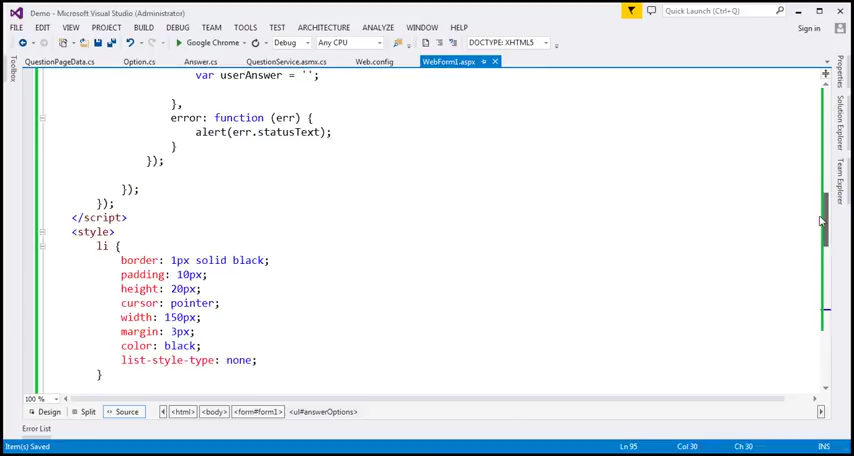 Demo - Microsoft Visual Studio (Administrator)
Quick Launch (Ctrl+Q)
FILE EDIT VIEW PROJECT BUILD DEBUG TEAM TOOLS TEST ARCHITECTURE ANALYZE WINDOW HELP
Sign in
Google Chrome
Debug
Any CPU
DOCTYPE: XHTML5
Toolbox
QuestionPageData.cs Option.cs Answer.cs QuestionService.asmx.cs Web.config WebForm1.aspx
Properties
Solution Explorer
Team Explorer
var userAnswer = '';
},
error: function (err) {
alert(err.statusText);
}
});
});
});
</script>
<style>
li {
border: 1px solid black;
padding: 10px;
height: 20px;
cursor: pointer;
width: 150px;
margin: 3px;
color: black;
list-style-type: none;
}
100 %
Design Split Source <html> <body> <form#form1> <ul#answerOptions>
Error List
Item(s) Saved Ln 95 Col 30 Ch 30 INS